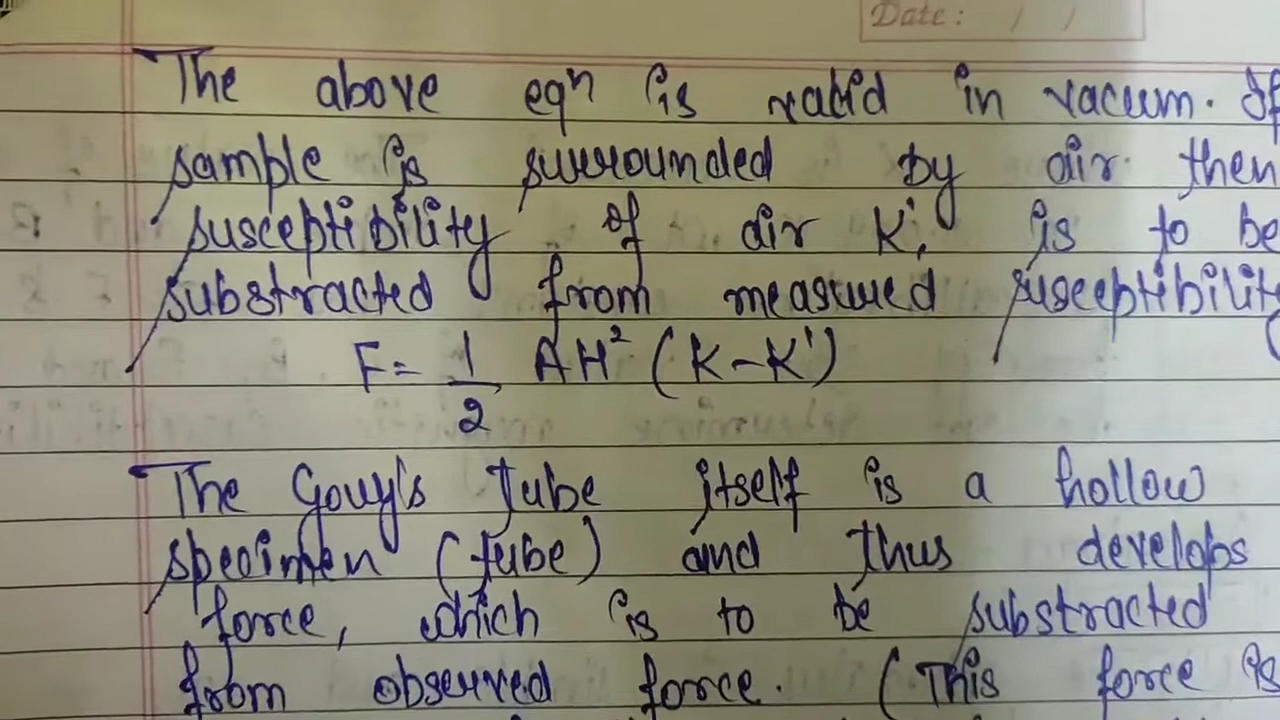 Date: / /
The above eqn is valid in vacuum. If
sample is surrounded by air then
susceptibility of air K', is to be
substracted from measured susceptibility
F = 1/2 AH² (K-K')
The Gouy's Tube itself is a hollow
specimen (tube) and thus develops
force, which is to be substracted
from observed force. (This force is